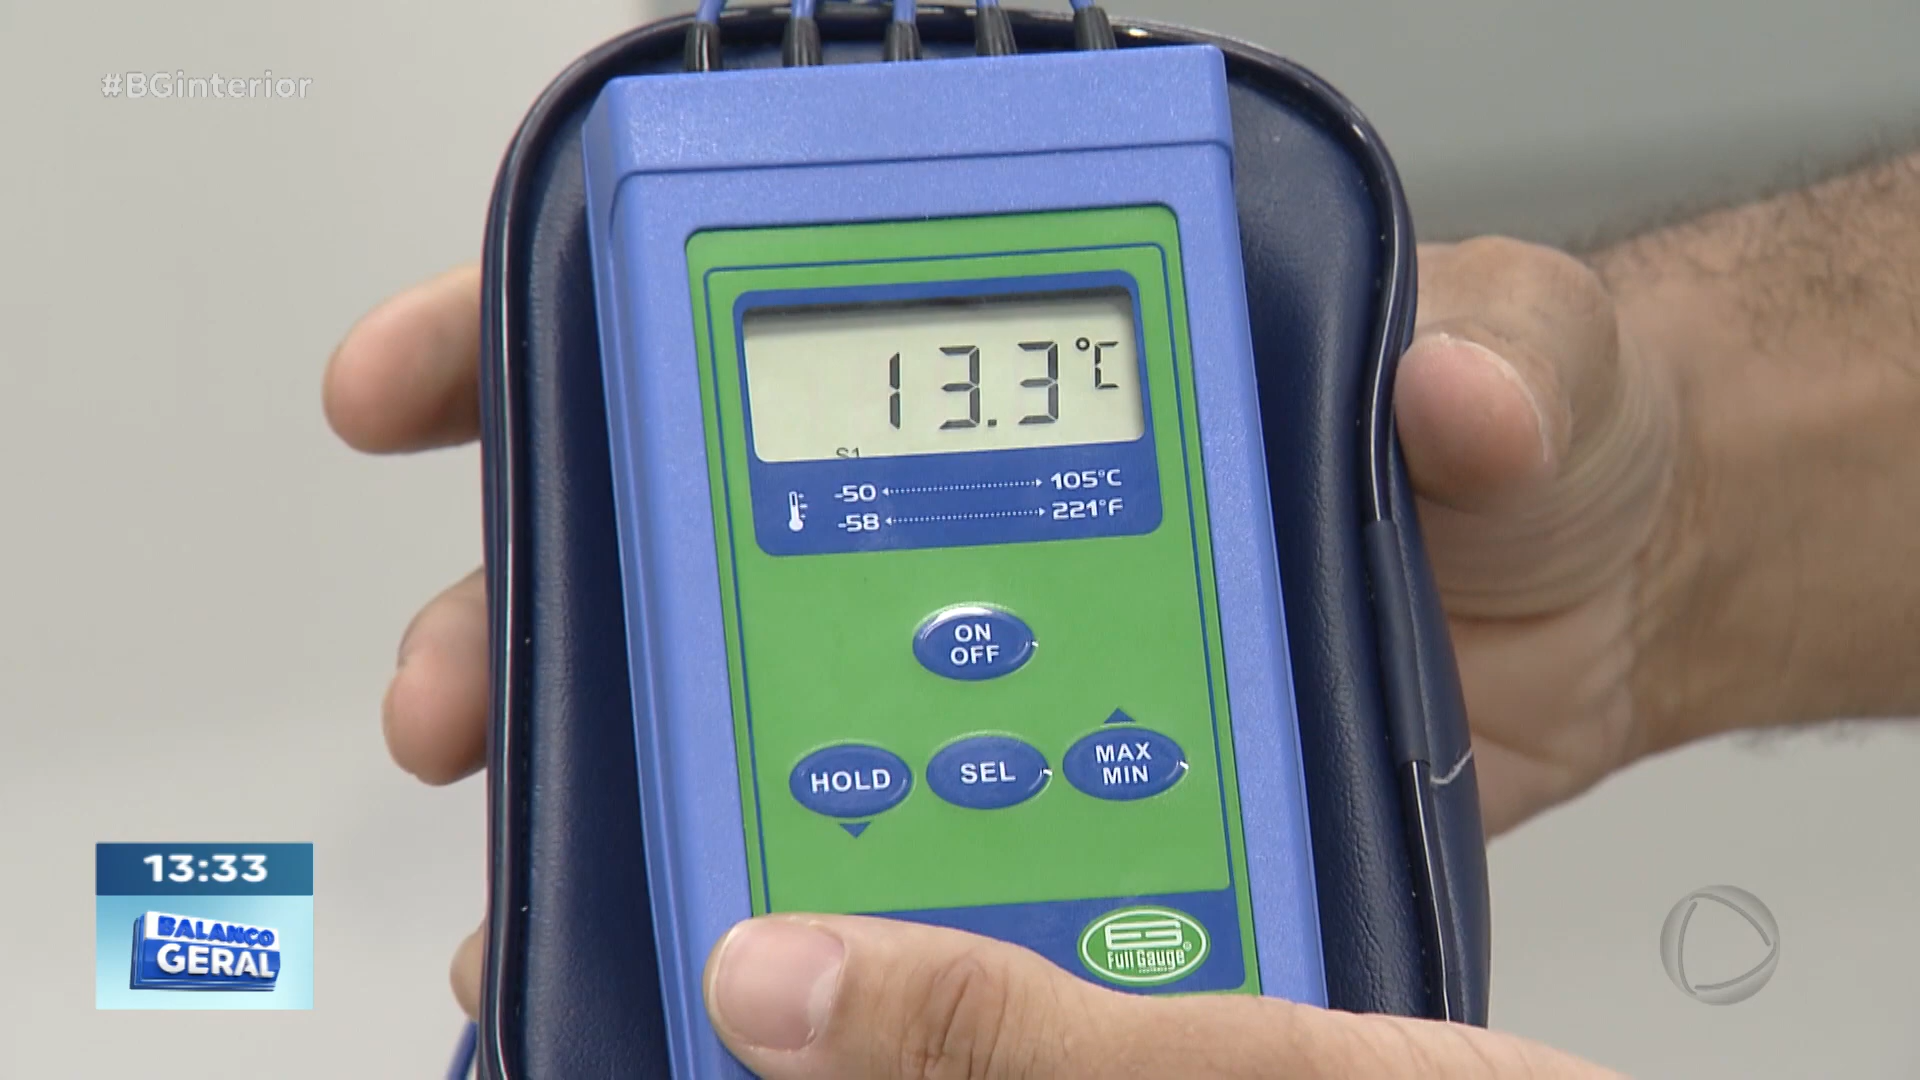 #BGinterior
13.3°C
S1
-50 105°C
-58 221°F
ON
OFF
HOLD
SEL
MAX
MIN
Full Gauge
13:33
BALANÇO
GERAL